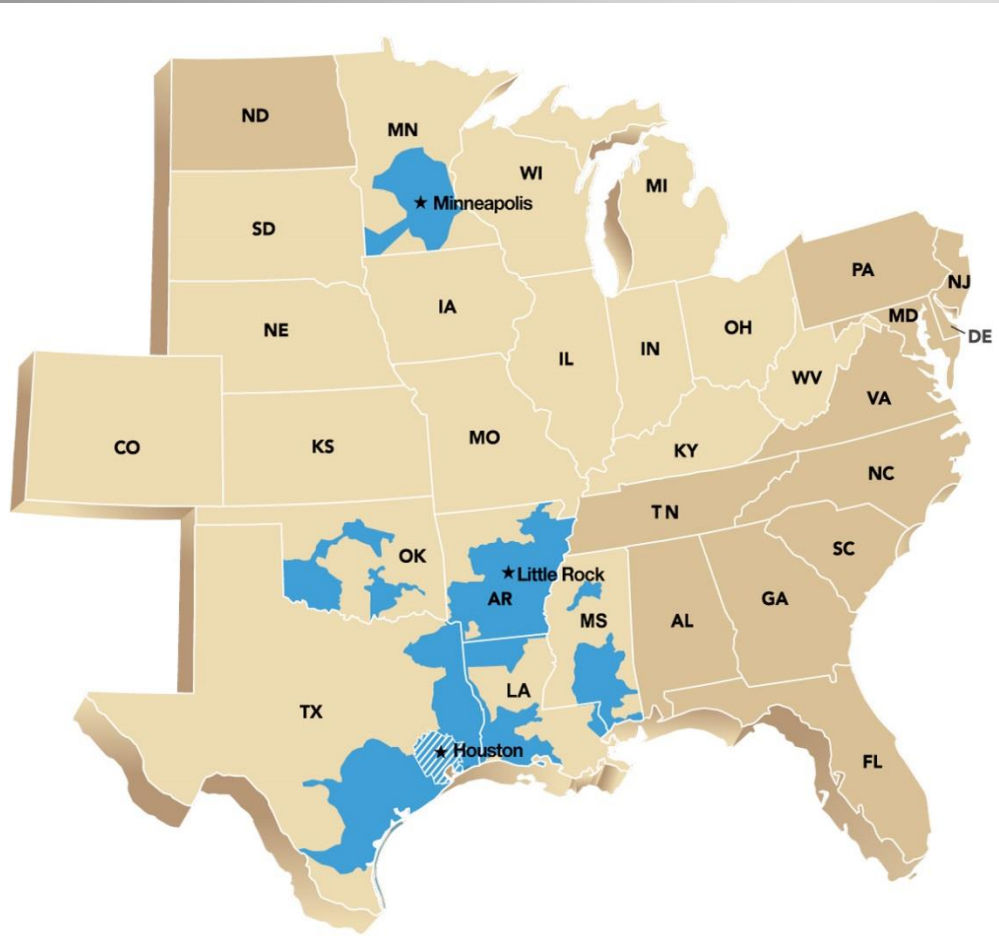 ND
MN
WI
MI
★ Minneapolis
SD
PA
NJ
MD
DE
IA
NE
OH
IN
IL
WV
VA
CO
KS
MO
KY
NC
TN
OK
SC
★ Little Rock
AR
GA
MS
AL
LA
TX
★ Houston
FL